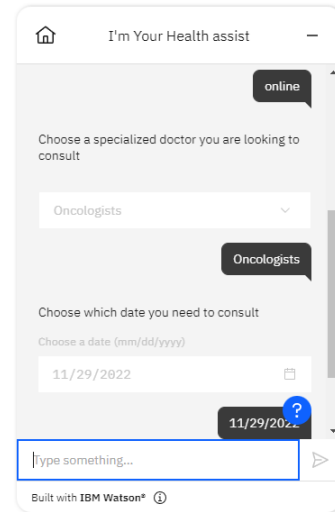 I'm Your Health assist
online
Choose a specialized doctor you are looking to
consult
Oncologists
Oncologists
Choose which date you need to consult
Choose a date (mm/dd/yyyy)
11/29/2022
11/29/2022
?
Type something...
Built with IBM Watson®